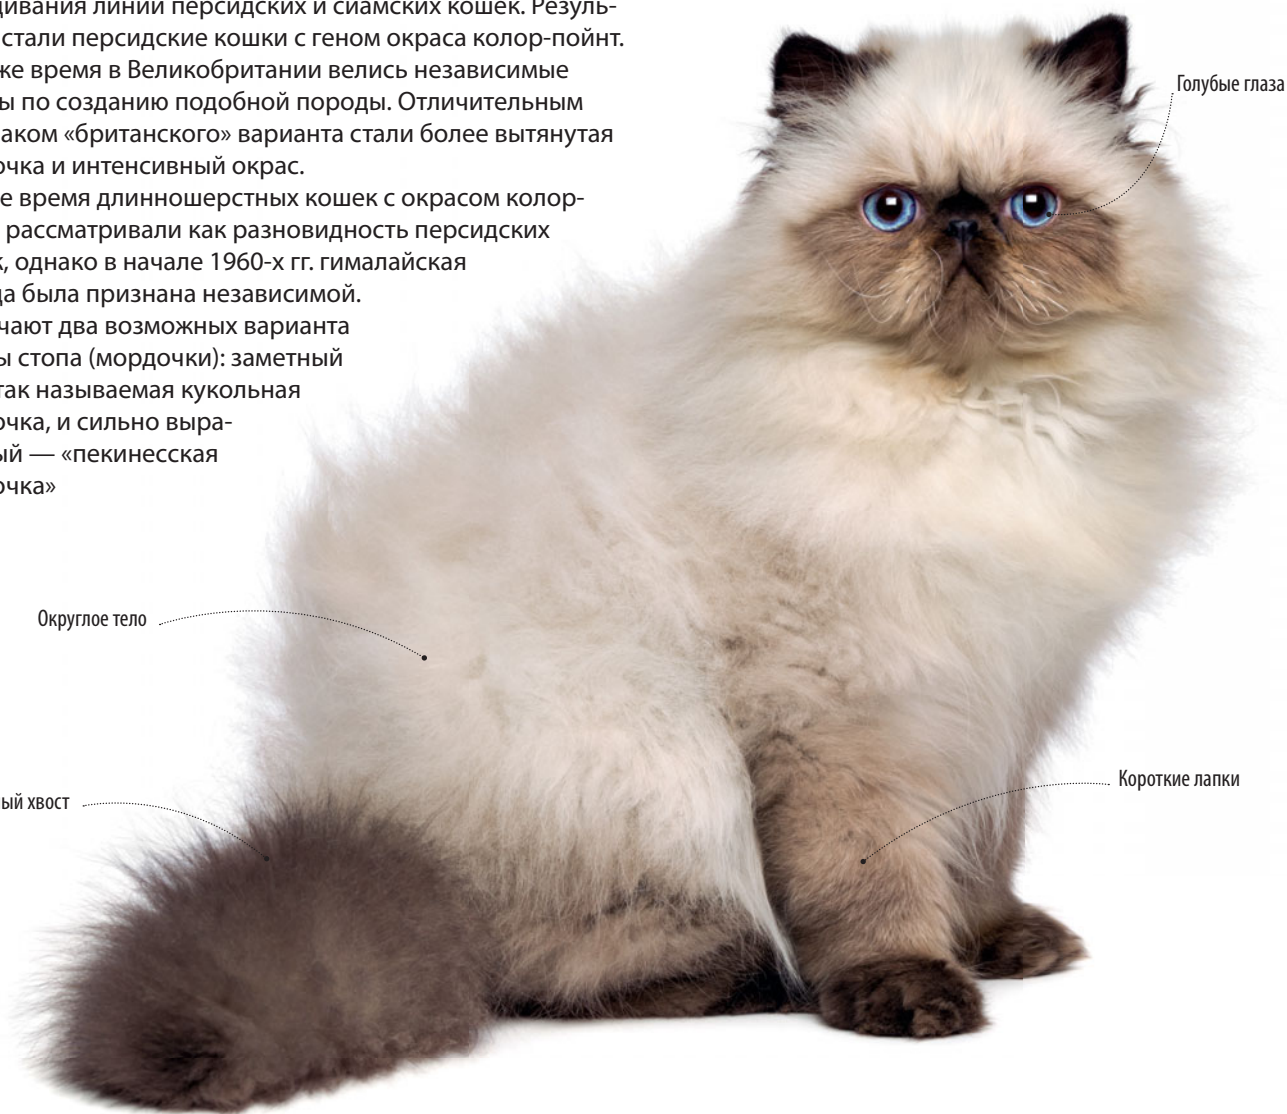 дивания линий персидских и сиамских кошек. Резуль-
стали персидские кошки с геном окраса колор-пойнт.
же время в Великобритании велись независимые
ы по созданию подобной породы. Отличительным
аком «британского» варианта стали более вытянутая
очка и интенсивный окрас.
е время длинношерстных кошек с окрасом колор-
рассматривали как разновидность персидских
к, однако в начале 1960-х гг. гималайская
да была признана независимой.
чают два возможных варианта
ы стопа (мордочки): заметный
так называемая кукольная
очка, и сильно выра-
ый — «пекинесская
очка»
Голубые глаза
Округлое тело
Короткие лапки
ый хвост